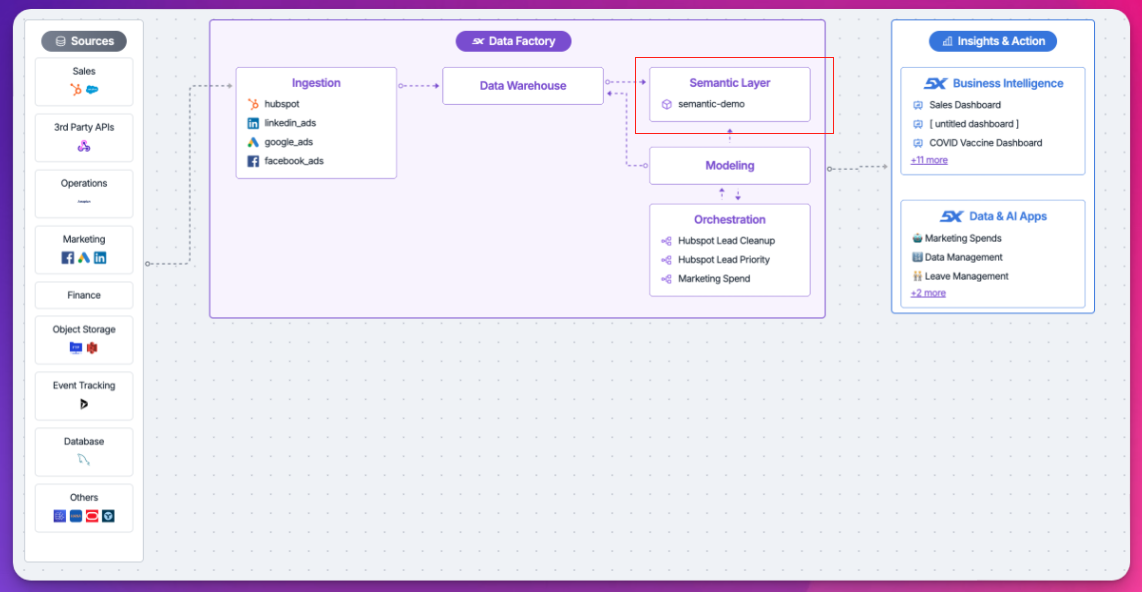 Sources
Sales
3rd Party APIs
Operations
Marketing
Finance
Object Storage
Event Tracking
Database
Others
5X Data Factory
Ingestion
hubspot
linkedin_ads
google_ads
facebook_ads
Data Warehouse
Semantic Layer
semantic-demo
Modeling
Orchestration
Hubspot Lead Cleanup
Hubspot Lead Priority
Marketing Spend
Insights & Action
5X Business Intelligence
Sales Dashboard
[ untitled dashboard ]
COVID Vaccine Dashboard
+11 more
5X Data & AI Apps
Marketing Spends
Data Management
Leave Management
+2 more